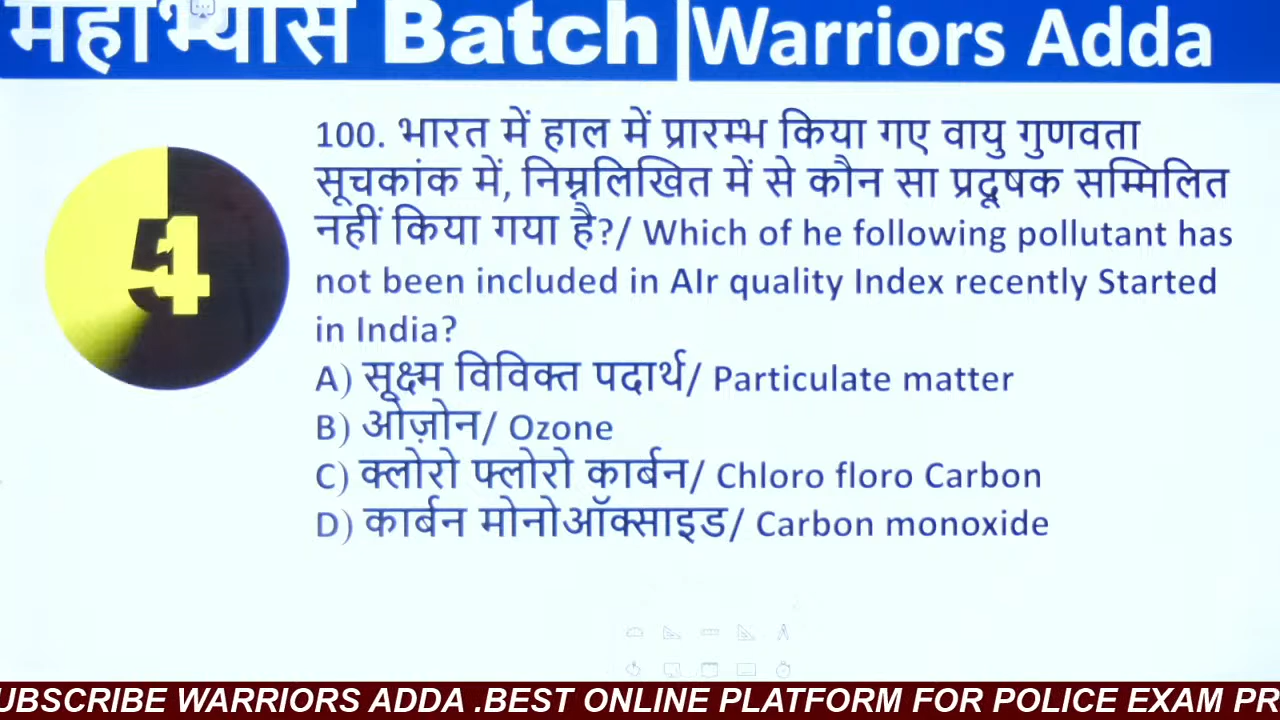 महाभ्यास Batch Warriors Adda
100. भारत में हाल में प्रारम्भ किया गए वायु गुणवता
सूचकांक में, निम्नलिखित में से कौन सा प्रदूषक सम्मिलित
नहीं किया गया है?/ Which of he following pollutant has
not been included in AIr quality Index recently Started
in India?
A) सूक्ष्म विविक्त पदार्थ/ Particulate matter
B) ओज़ोन/ Ozone
C) क्लोरो फ्लोरो कार्बन/ Chloro floro Carbon
D) कार्बन मोनोऑक्साइड/ Carbon monoxide
UBSCRIBE WARRIORS ADDA .BEST ONLINE PLATFORM FOR POLICE EXAM PR